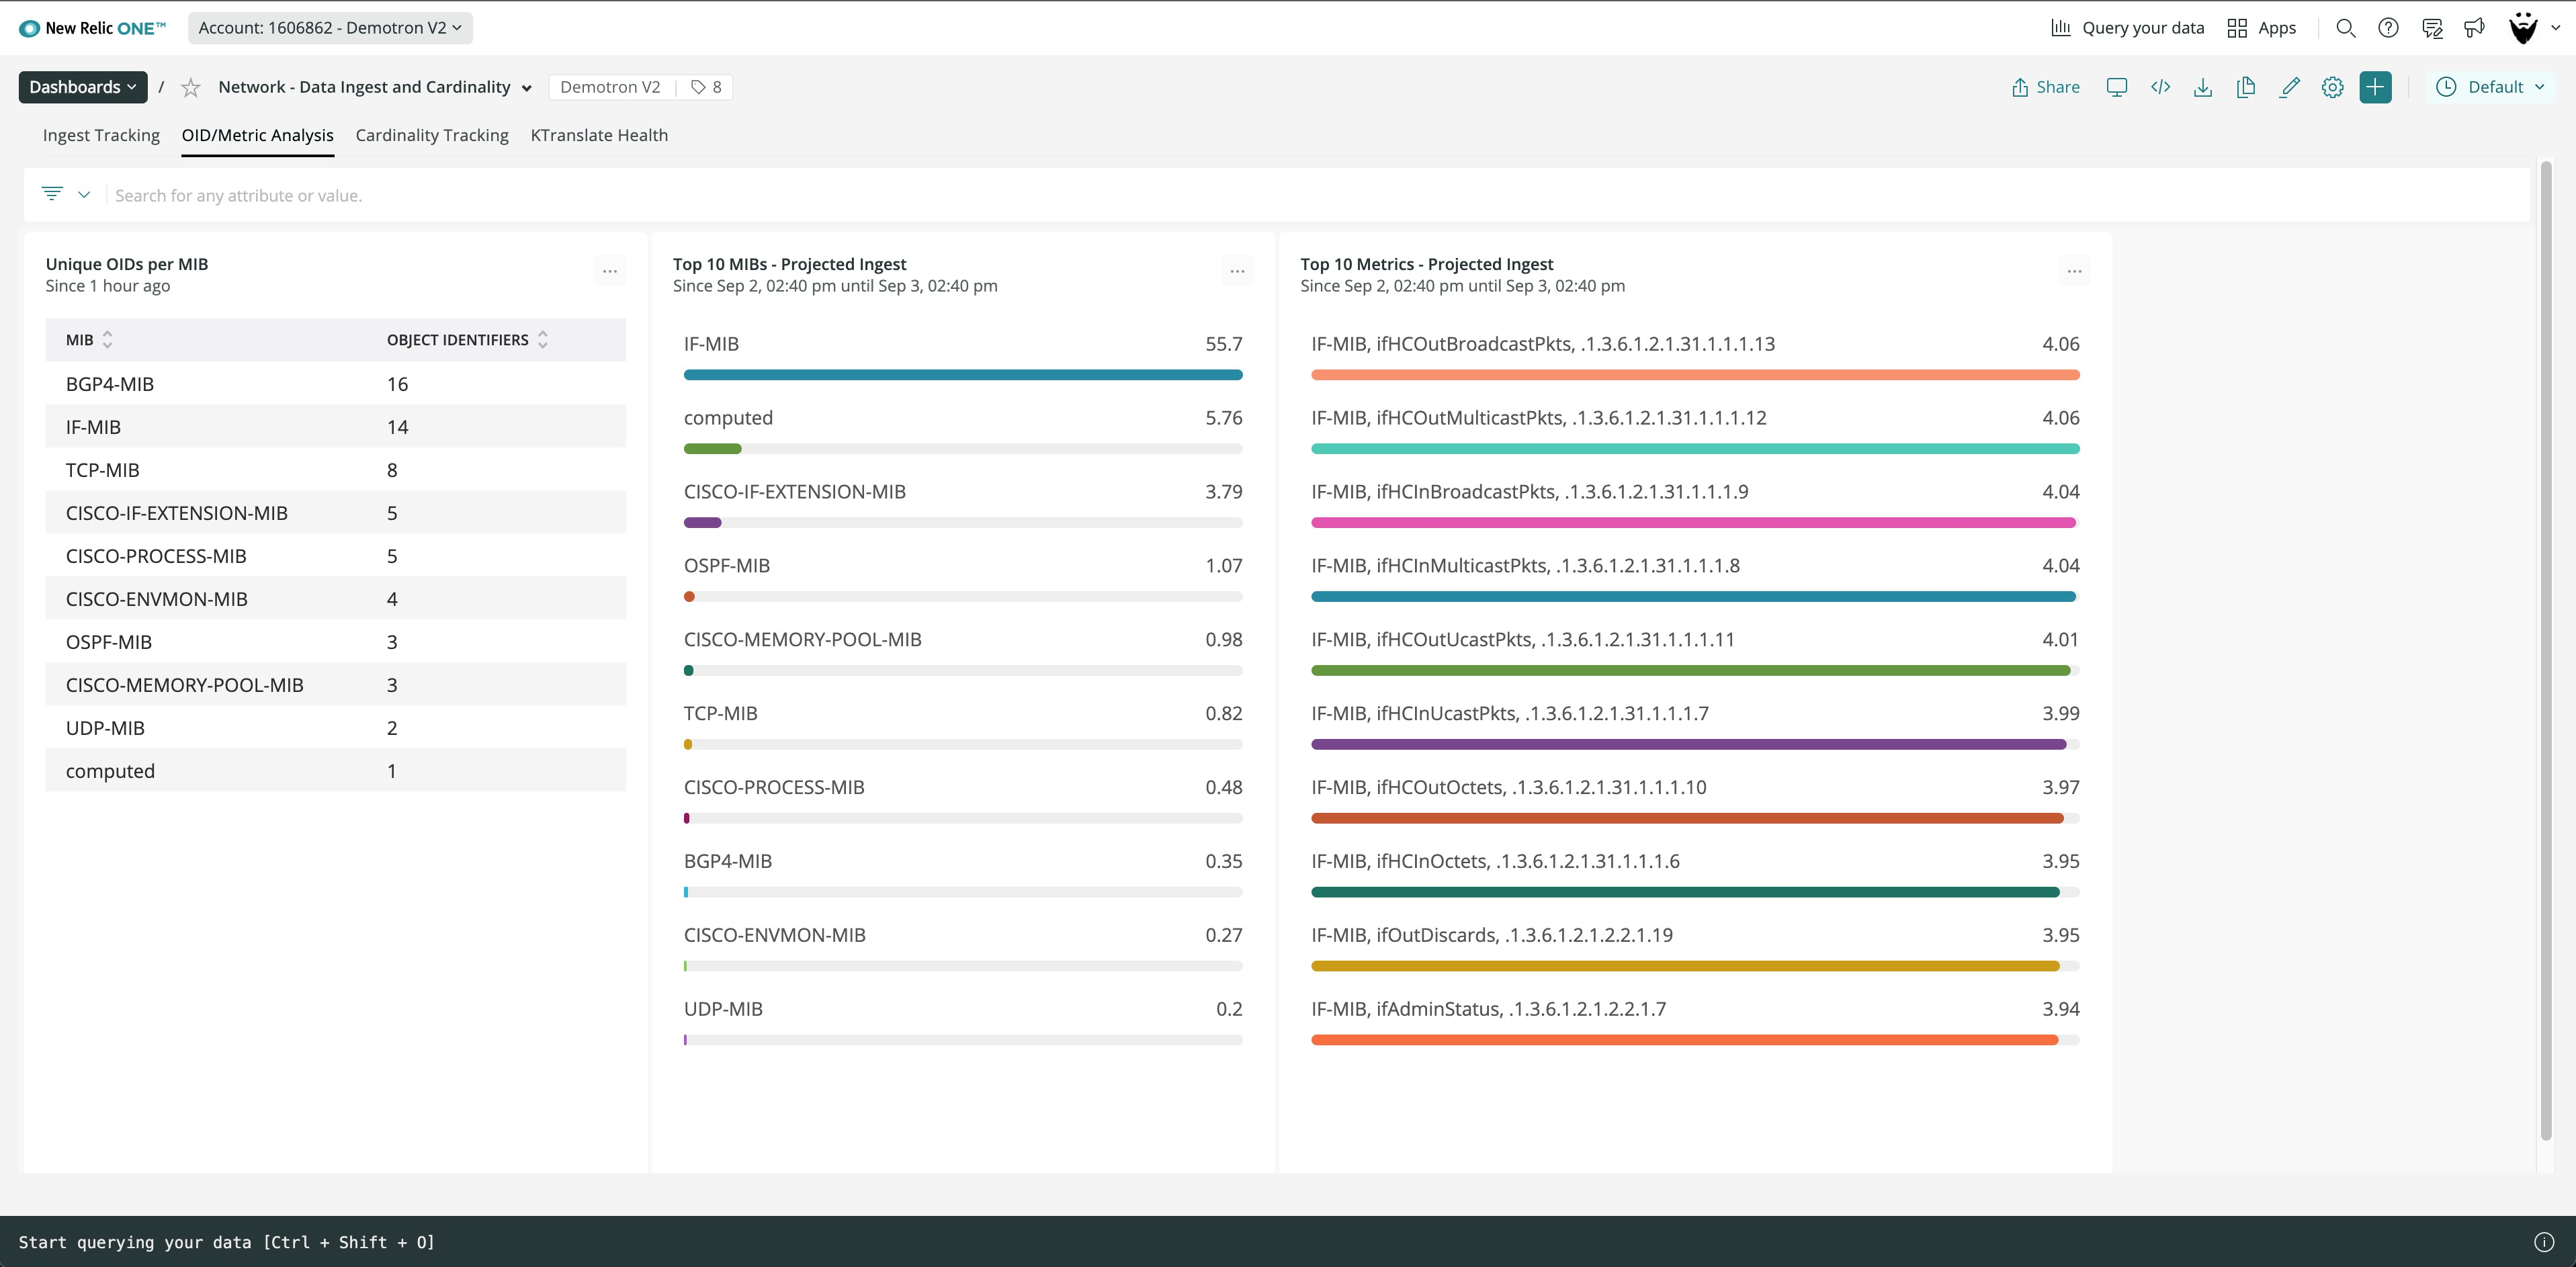 New Relic ONE™
Account: 1606862 - Demotron V2
Query your data
Apps
Dashboards
/
Network - Data Ingest and Cardinality
Demotron V2
8
Share
Default
Ingest Tracking
OID/Metric Analysis
Cardinality Tracking
KTranslate Health
Search for any attribute or value.
Unique OIDs per MIB
Since 1 hour ago
...
MIB OBJECT IDENTIFIERS
BGP4-MIB 16
IF-MIB 14
TCP-MIB 8
CISCO-IF-EXTENSION-MIB 5
CISCO-PROCESS-MIB 5
CISCO-ENVMON-MIB 4
OSPF-MIB 3
CISCO-MEMORY-POOL-MIB 3
UDP-MIB 2
computed 1
Top 10 MIBs - Projected Ingest
Since Sep 2, 02:40 pm until Sep 3, 02:40 pm
...
IF-MIB 55.7
computed 5.76
CISCO-IF-EXTENSION-MIB 3.79
OSPF-MIB 1.07
CISCO-MEMORY-POOL-MIB 0.98
TCP-MIB 0.82
CISCO-PROCESS-MIB 0.48
BGP4-MIB 0.35
CISCO-ENVMON-MIB 0.27
UDP-MIB 0.2
Top 10 Metrics - Projected Ingest
Since Sep 2, 02:40 pm until Sep 3, 02:40 pm
...
IF-MIB, ifHCOutBroadcastPkts, .1.3.6.1.2.1.31.1.1.1.13 4.06
IF-MIB, ifHCOutMulticastPkts, .1.3.6.1.2.1.31.1.1.1.12 4.06
IF-MIB, ifHCInBroadcastPkts, .1.3.6.1.2.1.31.1.1.1.9 4.04
IF-MIB, ifHCInMulticastPkts, .1.3.6.1.2.1.31.1.1.1.8 4.04
IF-MIB, ifHCOutUcastPkts, .1.3.6.1.2.1.31.1.1.1.11 4.01
IF-MIB, ifHCInUcastPkts, .1.3.6.1.2.1.31.1.1.1.7 3.99
IF-MIB, ifHCOutOctets, .1.3.6.1.2.1.31.1.1.1.10 3.97
IF-MIB, ifHCInOctets, .1.3.6.1.2.1.31.1.1.1.6 3.95
IF-MIB, ifOutDiscards, .1.3.6.1.2.1.2.2.1.19 3.95
IF-MIB, ifAdminStatus, .1.3.6.1.2.1.2.2.1.7 3.94
Start querying your data [Ctrl + Shift + O]